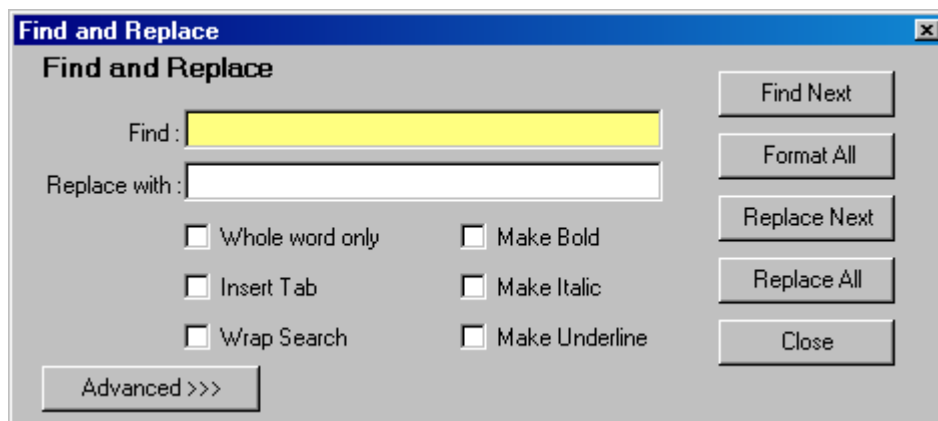 Find and Replace
Find and Replace
Find :
Replace with :
Whole word only
Make Bold
Insert Tab
Make Italic
Wrap Search
Make Underline
Advanced >>>
Find Next
Format All
Replace Next
Replace All
Close